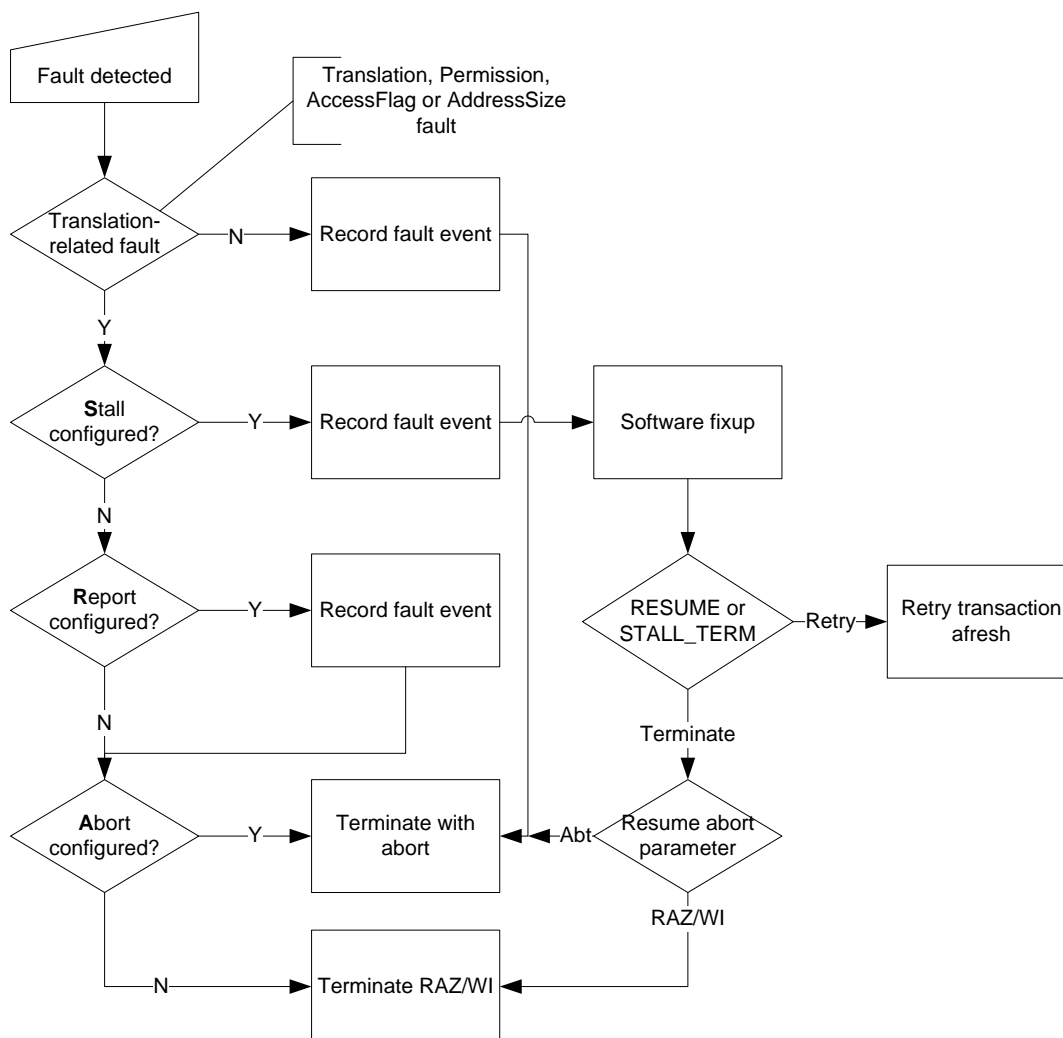 Fault detected
Translation, Permission,
AccessFlag or AddressSize
fault
Translation-
related fault
N
Record fault event
Y
Stall
configured?
Y
Record fault event
Software fixup
N
Report
configured?
Y
Record fault event
RESUME or
STALL_TERM
Retry
Retry transaction
afresh
N
Terminate
Abort
configured?
Y
Terminate with
abort
Abt
Resume abort
parameter
RAZ/WI
N
Terminate RAZ/WI